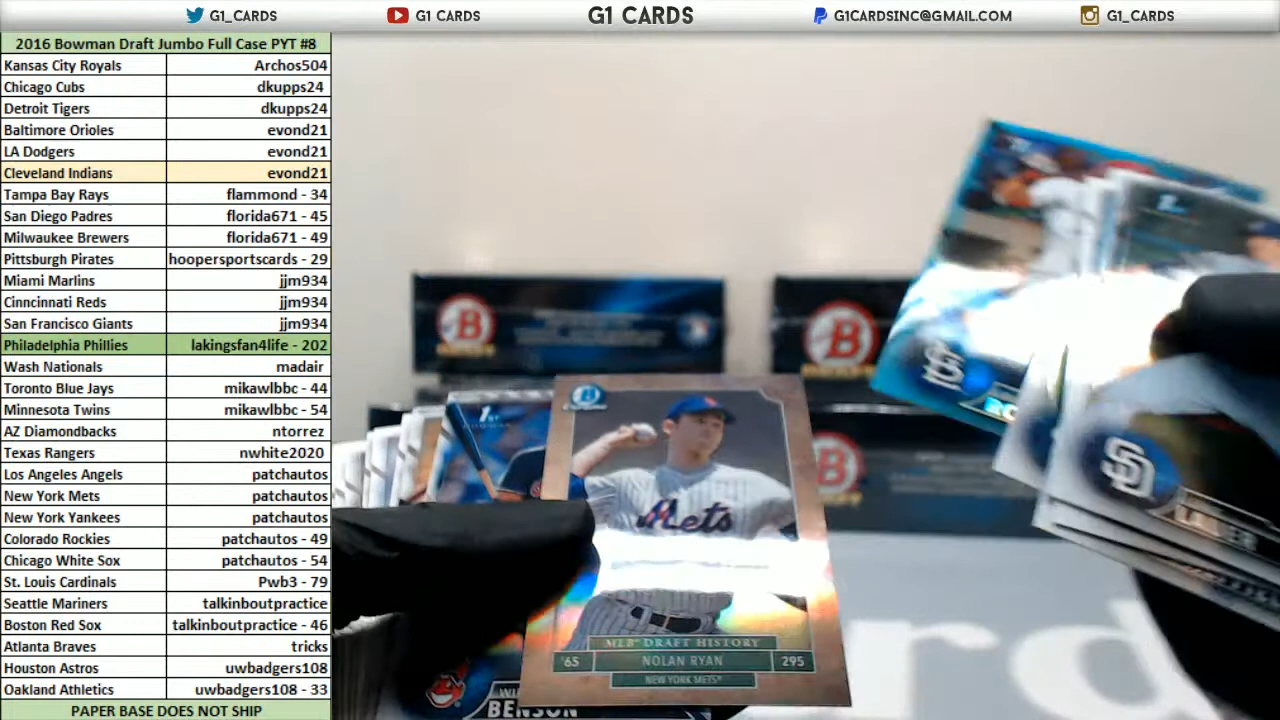 G1_CARDS
G1 CARDS
G1 CARDS
G1CARDSINC@GMAIL.COM
G1_CARDS
2016 Bowman Draft Jumbo Full Case PYT #8
Kansas City Royals Archos504
Chicago Cubs dkupps24
Detroit Tigers dkupps24
Baltimore Orioles evond21
LA Dodgers evond21
Cleveland Indians evond21
Tampa Bay Rays flammond - 34
San Diego Padres florida671 - 45
Milwaukee Brewers florida671 - 49
Pittsburgh Pirates hoopersportscards - 29
Miami Marlins jjm934
Cinncinnati Reds jjm934
San Francisco Giants jjm934
Philadelphia Phillies lakingsfan4life - 202
Wash Nationals madair
Toronto Blue Jays mikawlbbc - 44
Minnesota Twins mikawlbbc - 54
AZ Diamondbacks ntorrez
Texas Rangers nwhite2020
Los Angeles Angels patchautos
New York Mets patchautos
New York Yankees patchautos
Colorado Rockies patchautos - 49
Chicago White Sox patchautos - 54
St. Louis Cardinals Pwb3 - 79
Seattle Mariners talkinboutpractice
Boston Red Sox talkinboutpractice - 46
Atlanta Braves tricks
Houston Astros uwbadgers108
Oakland Athletics uwbadgers108 - 33
PAPER BASE DOES NOT SHIP
1ST
Mets
MLB DRAFT HISTORY
'65 NOLAN RYAN 295
NEW YORK METS
BENSON
SD